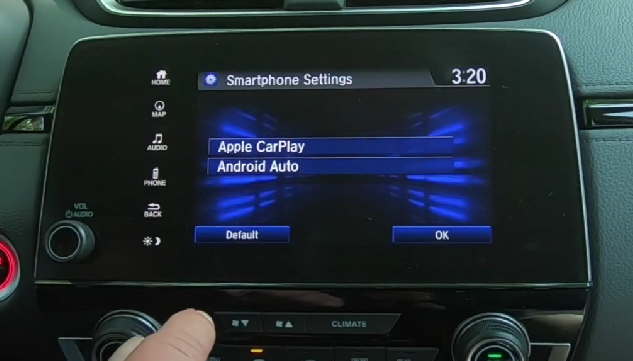 Smartphone Settings
3:20
HOME
MAP
AUDIO
PHONE
BACK
VOL
AUDIO
Apple CarPlay
Android Auto
Default
OK
CLIMATE